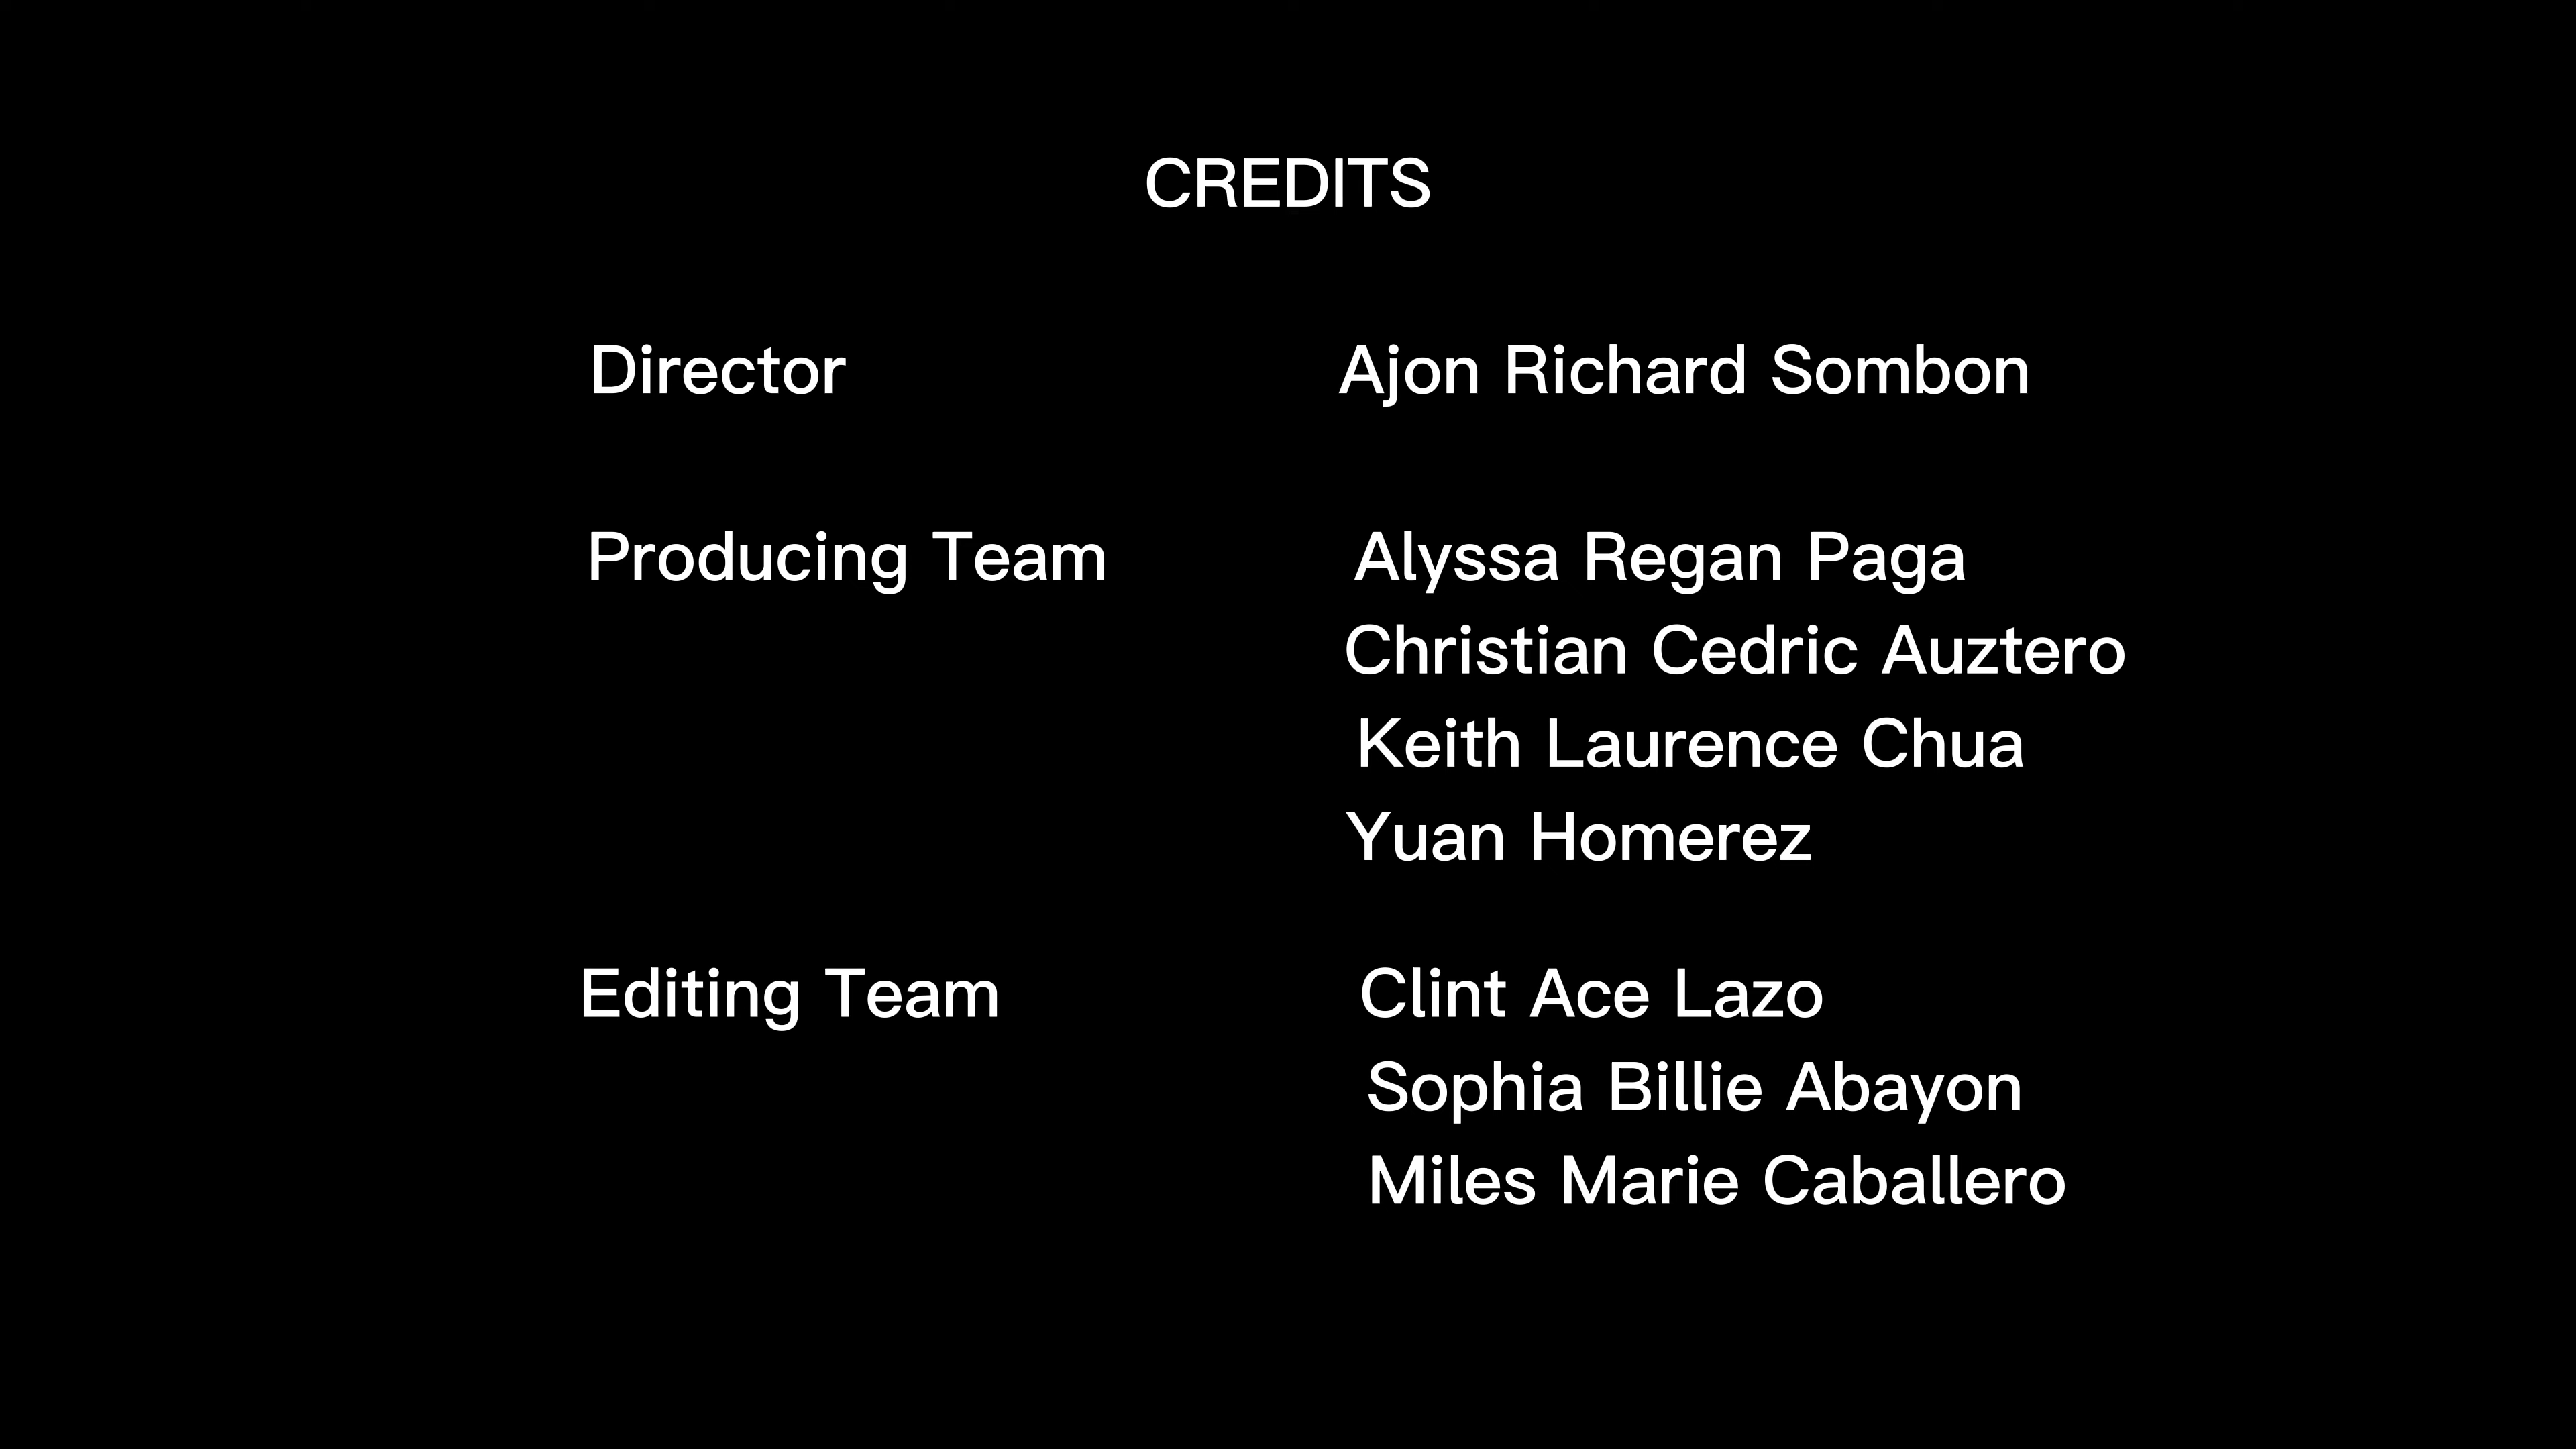 CREDITS
Director Ajon Richard Sombon
Producing Team Alyssa Regan Paga
Christian Cedric Auztero
Keith Laurence Chua
Yuan Homerez
Editing Team Clint Ace Lazo
Sophia Billie Abayon
Miles Marie Caballero